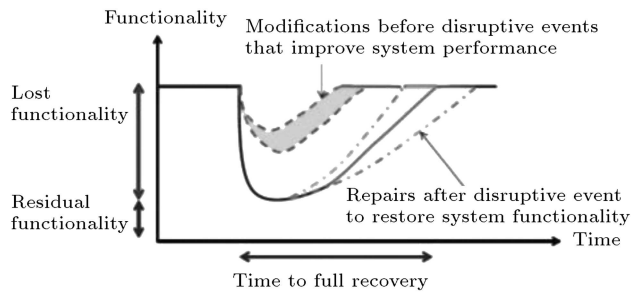 Functionality
Modifications before disruptive events
that improve system performance
Lost
functionality
Residual
functionality
Repairs after disruptive event
to restore system functionality
Time
Time to full recovery